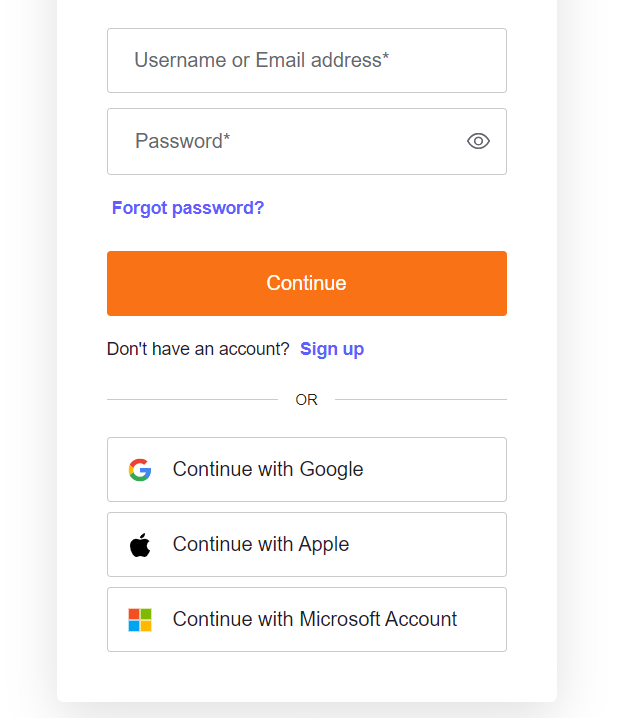 Username or Email address*
Password*
Forgot password?
Continue
Don't have an account? Sign up
OR
Continue with Google
Continue with Apple
Continue with Microsoft Account